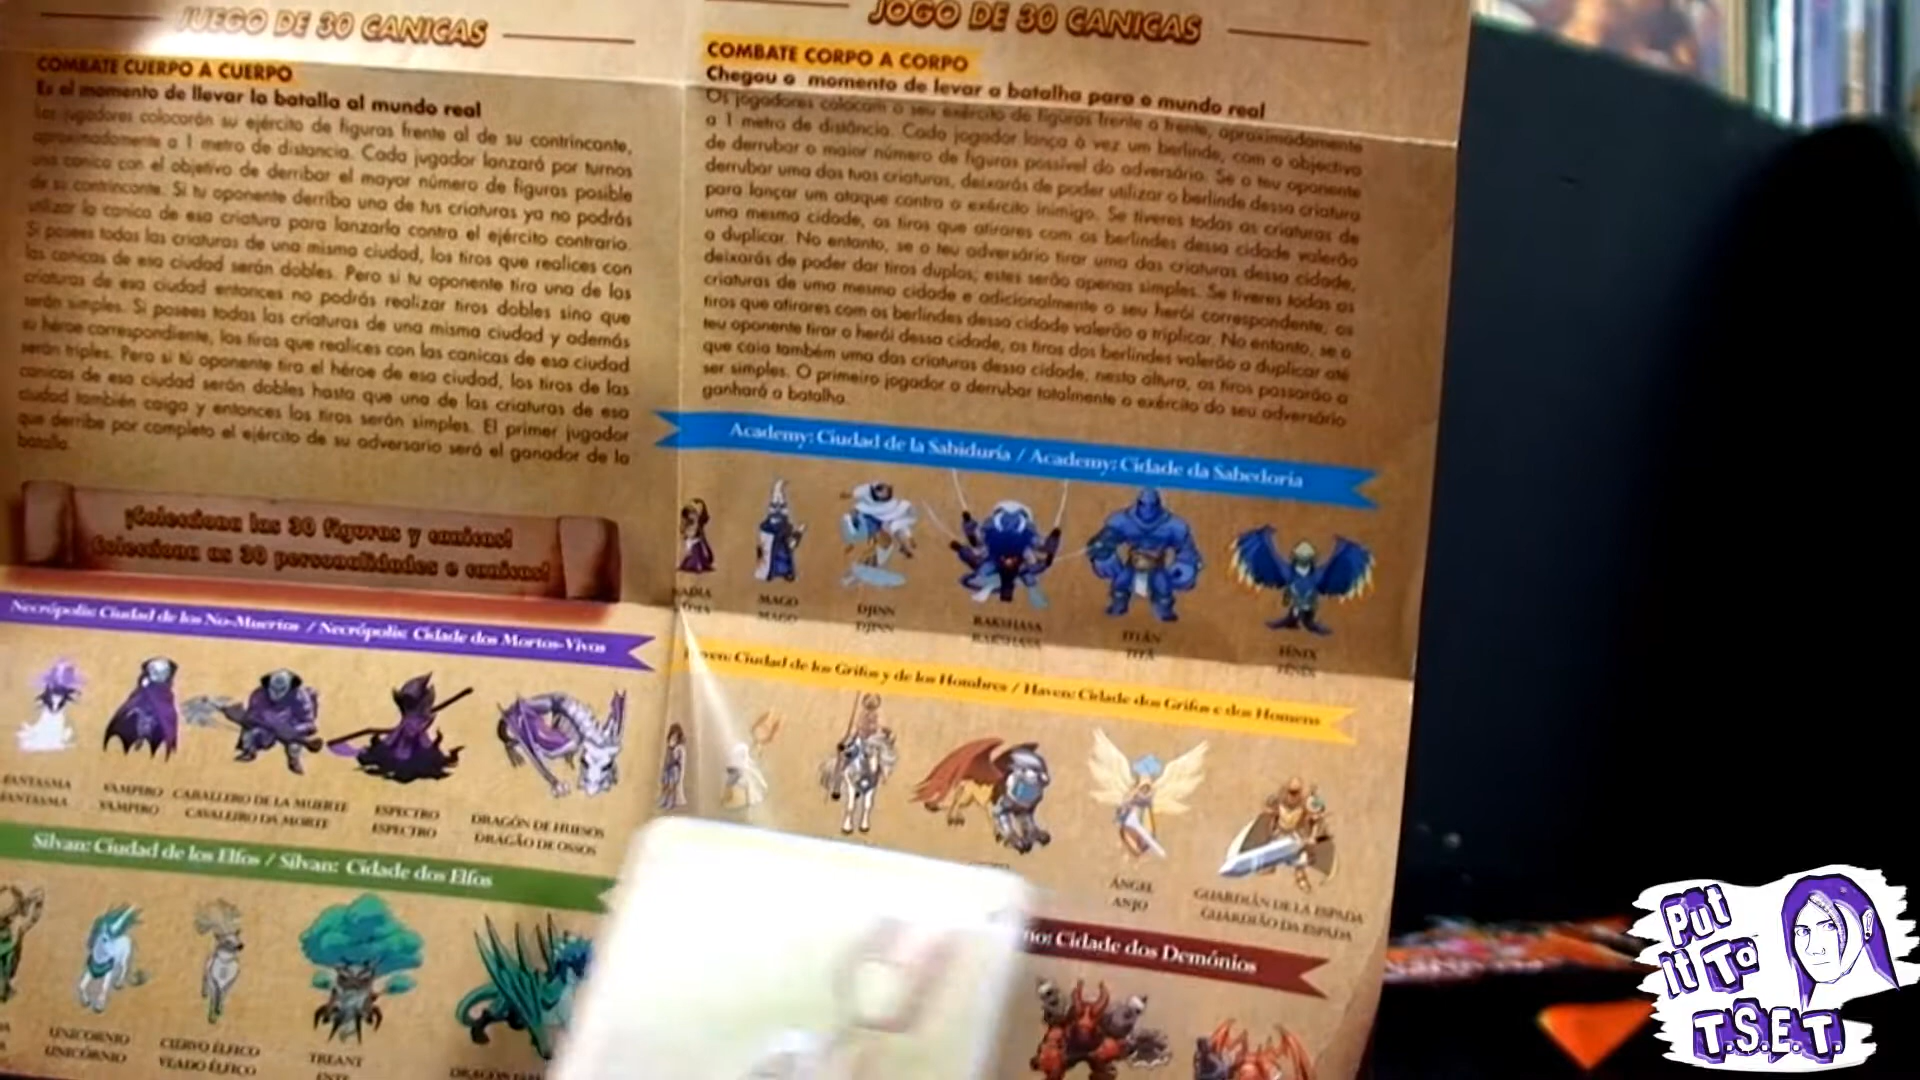 JUEGO DE 30 CANICAS
COMBATE CUERPO A CUERPO
Es el momento de llevar la batalla al mundo real
Los jugadores colocarán su ejército de figuras frente al de su contrincante,
aproximadamente a 1 metro de distancia. Cada jugador lanzará por turnos
una canica con el objetivo de derribar el mayor número de figuras posible
de su contrincante. Si tu oponente derriba una de tus criaturas ya no podrás
utilizar la canica de esa criatura para lanzarla contra el ejército contrario.
Si posees todas las criaturas de una misma ciudad, los tiros que realices con
las canicas de esa ciudad serán dobles. Pero si tu oponente tira una de las
criaturas de esa ciudad entonces no podrás realizar tiros dobles sino que
serán simples. Si posees todas las criaturas de una misma ciudad y además
su héroe correspondiente, los tiros que realices con las canicas de esa ciudad
serán triples. Pero si tú oponente tira el héroe de esa ciudad, los tiros de las
canicas de esa ciudad serán dobles hasta que una de las criaturas de esa
ciudad también caiga y entonces los tiros serán simples. El primer jugador
que derribe por completo el ejército de su adversario será el ganador de la
batalla.
¡Colecciona las 30 figuras y canicas!
Colecciona as 30 personalidades e canicas!
Necrópolis: Ciudad de los No-Muertos / Necrópolis: Cidade dos Mortos-Vivos
FANTASMA
FANTASMA
VAMPIRO
VAMPIRO
CABALLERO DE LA MUERTE
CAVALEIRO DA MORTE
ESPECTRO
ESPECTRO
DRAGÓN DE HUESOS
DRAGÃO DE OSSOS
Silvan: Ciudad de los Elfos / Silvan: Cidade dos Elfos
UNICORNIO
UNICÓRNIO
CIERVO ÉLFICO
VEADO ÉLFICO
TREANT
ENTE
JOGO DE 30 CANICAS
COMBATE CORPO A CORPO
Chegou o momento de levar a batalha para o mundo real
Os jogadores colocam o seu exército de figuras frente a frente, aproximadamente
a 1 metro de distância. Cada jogador lança à vez um berlinde, com o objectivo
de derrubar o maior número de figuras possível do adversário. Se o teu oponente
derrubar uma das tuas criaturas, deixarás de poder utilizar o berlinde dessa criatura
para lançar um ataque contra o exército inimigo. Se tiveres todas as criaturas de
uma mesma cidade, os tiros que atirares com os berlindes dessa cidade valerão
a duplicar. No entanto, se o teu adversário tirar uma das criaturas dessa cidade,
deixarás de poder dar tiros duplos; estes serão apenas simples. Se tiveres todas as
criaturas de uma mesma cidade e adicionalmente o seu herói correspondente, os
tiros que atirares com os berlindes dessa cidade valerão a triplicar. No entanto, se o
teu oponente tirar o herói dessa cidade, os tiros dos berlindes valerão a duplicar até
que caia também uma das criaturas dessa cidade, nesta altura, os tiros passarão a
ser simples. O primeiro jogador a derrubar totalmente o exército do seu adversário
ganhará a batalha.
Academy: Ciudad de la Sabiduría / Academy: Cidade da Sabedoria
MAGO
MAGO
DJINN
DJINN
RAKSHASA
RAKSHASA
TITÁN
TITÃ
FÉNIX
FÉNIX
Haven: Ciudad de los Grifos y de los Hombres / Haven: Cidade dos Grifos e dos Homens
ÁNGEL
ANJO
GUARDIÁN DE LA ESPADA
GUARDIÃO DA ESPADA
no: Cidade dos Demónios
Put
It To
T.S.E.T.